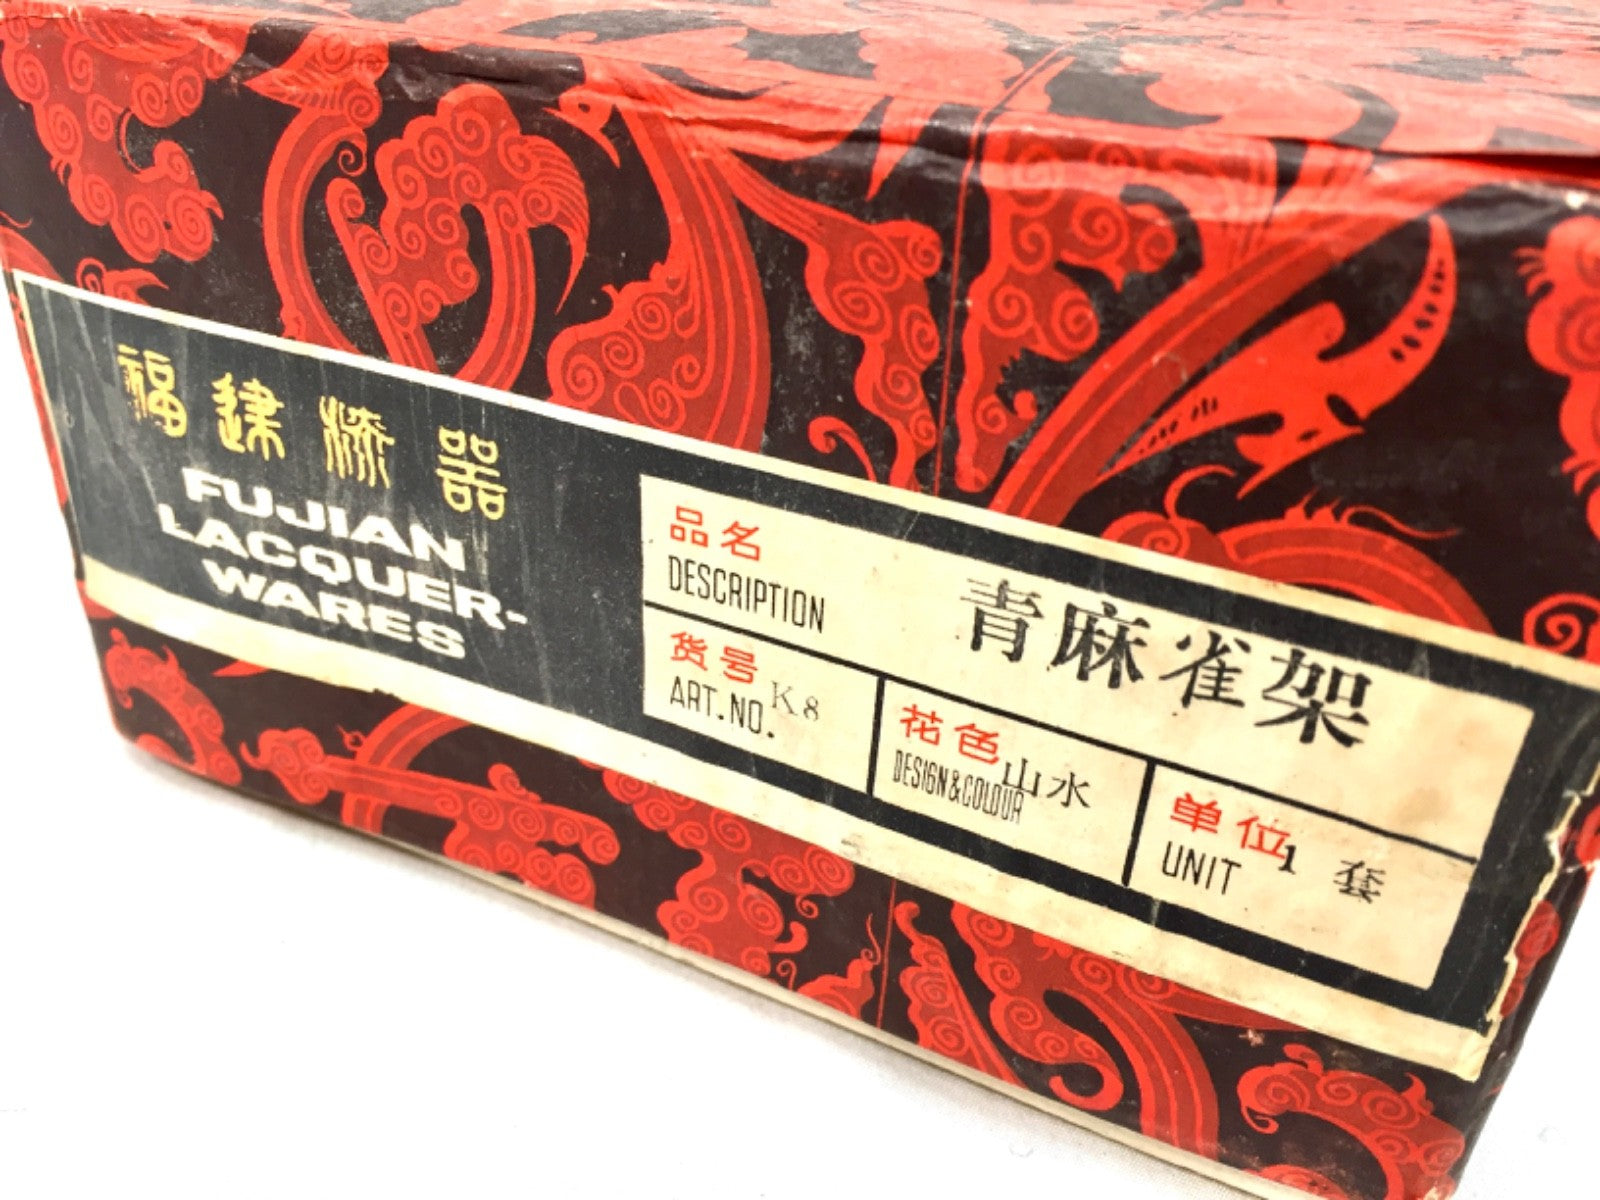 福建漆器
FUJIAN
LACQUER-
WARES
品名
DESCRIPTION
青麻雀架
货号
ART.NO. K8
花色
DESIGN&COLOUR
山水
单位
UNIT
1 套